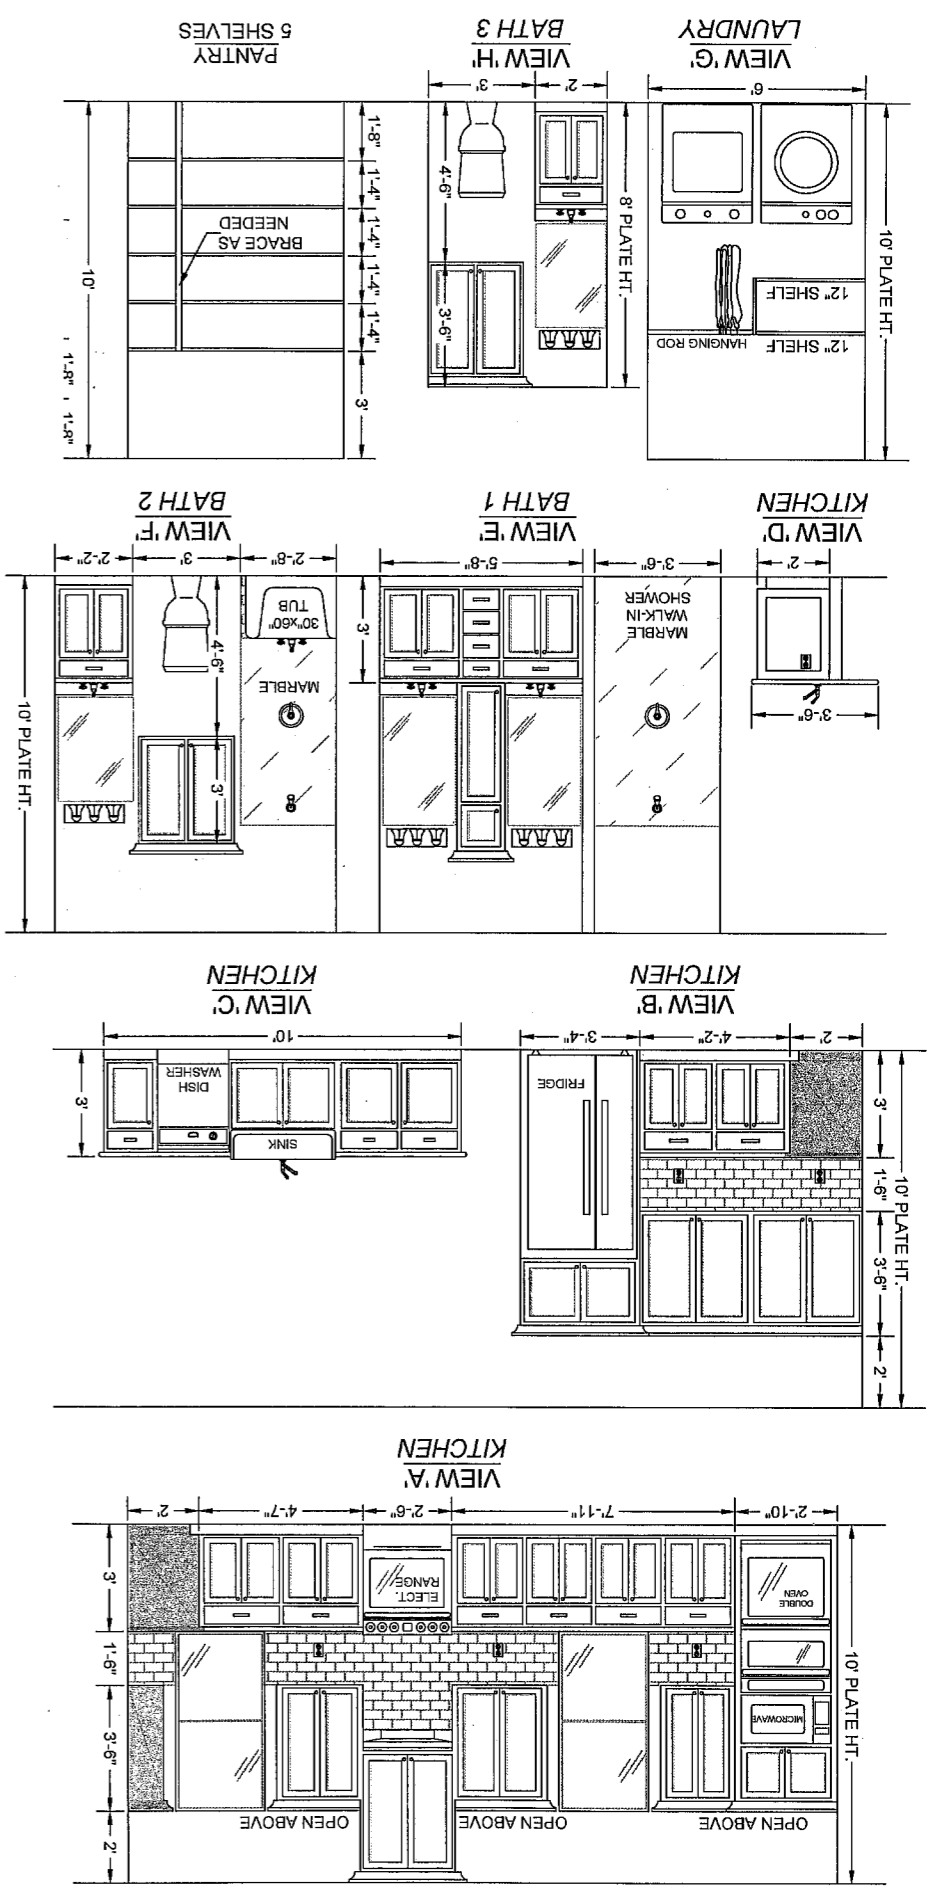 2'
OPEN ABOVE
OPEN ABOVE
OPEN ABOVE
10' PLATE HT.
MICROWAVE
3'-6"
1'-6"
DOUBLE
OVEN
ELECT.
RANGE
3'
2'-10"
7'-11"
2'-6"
4'-7"
2'
VIEW 'A'
KITCHEN
2'
10' PLATE HT.
3'-6"
1'-6"
3'
FRIDGE
2'
4'-2"
3'-4"
VIEW 'B'
KITCHEN
SINK
DISH
WASHER
3'
10'
VIEW 'C'
KITCHEN
3'-6"
2'
VIEW 'D'
KITCHEN
MARBLE
WALK-IN
SHOWER
3'-6"
3'
5'-8"
VIEW 'E'
BATH 1
MARBLE
30"x60"
TUB
3'
4'-6"
10' PLATE HT.
2'-8"
3'
2'-2"
VIEW 'F'
BATH 2
10' PLATE HT.
12" SHELF
HANGING ROD
12" SHELF
6'
VIEW 'G'
LAUNDRY
8' PLATE HT.
3'-6"
4'-6"
2'
3'
VIEW 'H'
BATH 3
3'
1'-4"
1'-4"
1'-4"
1'-4"
1'-8"
BRACE AS
NEEDED
10'
1'-8"
1'-8"
PANTRY
5 SHELVES